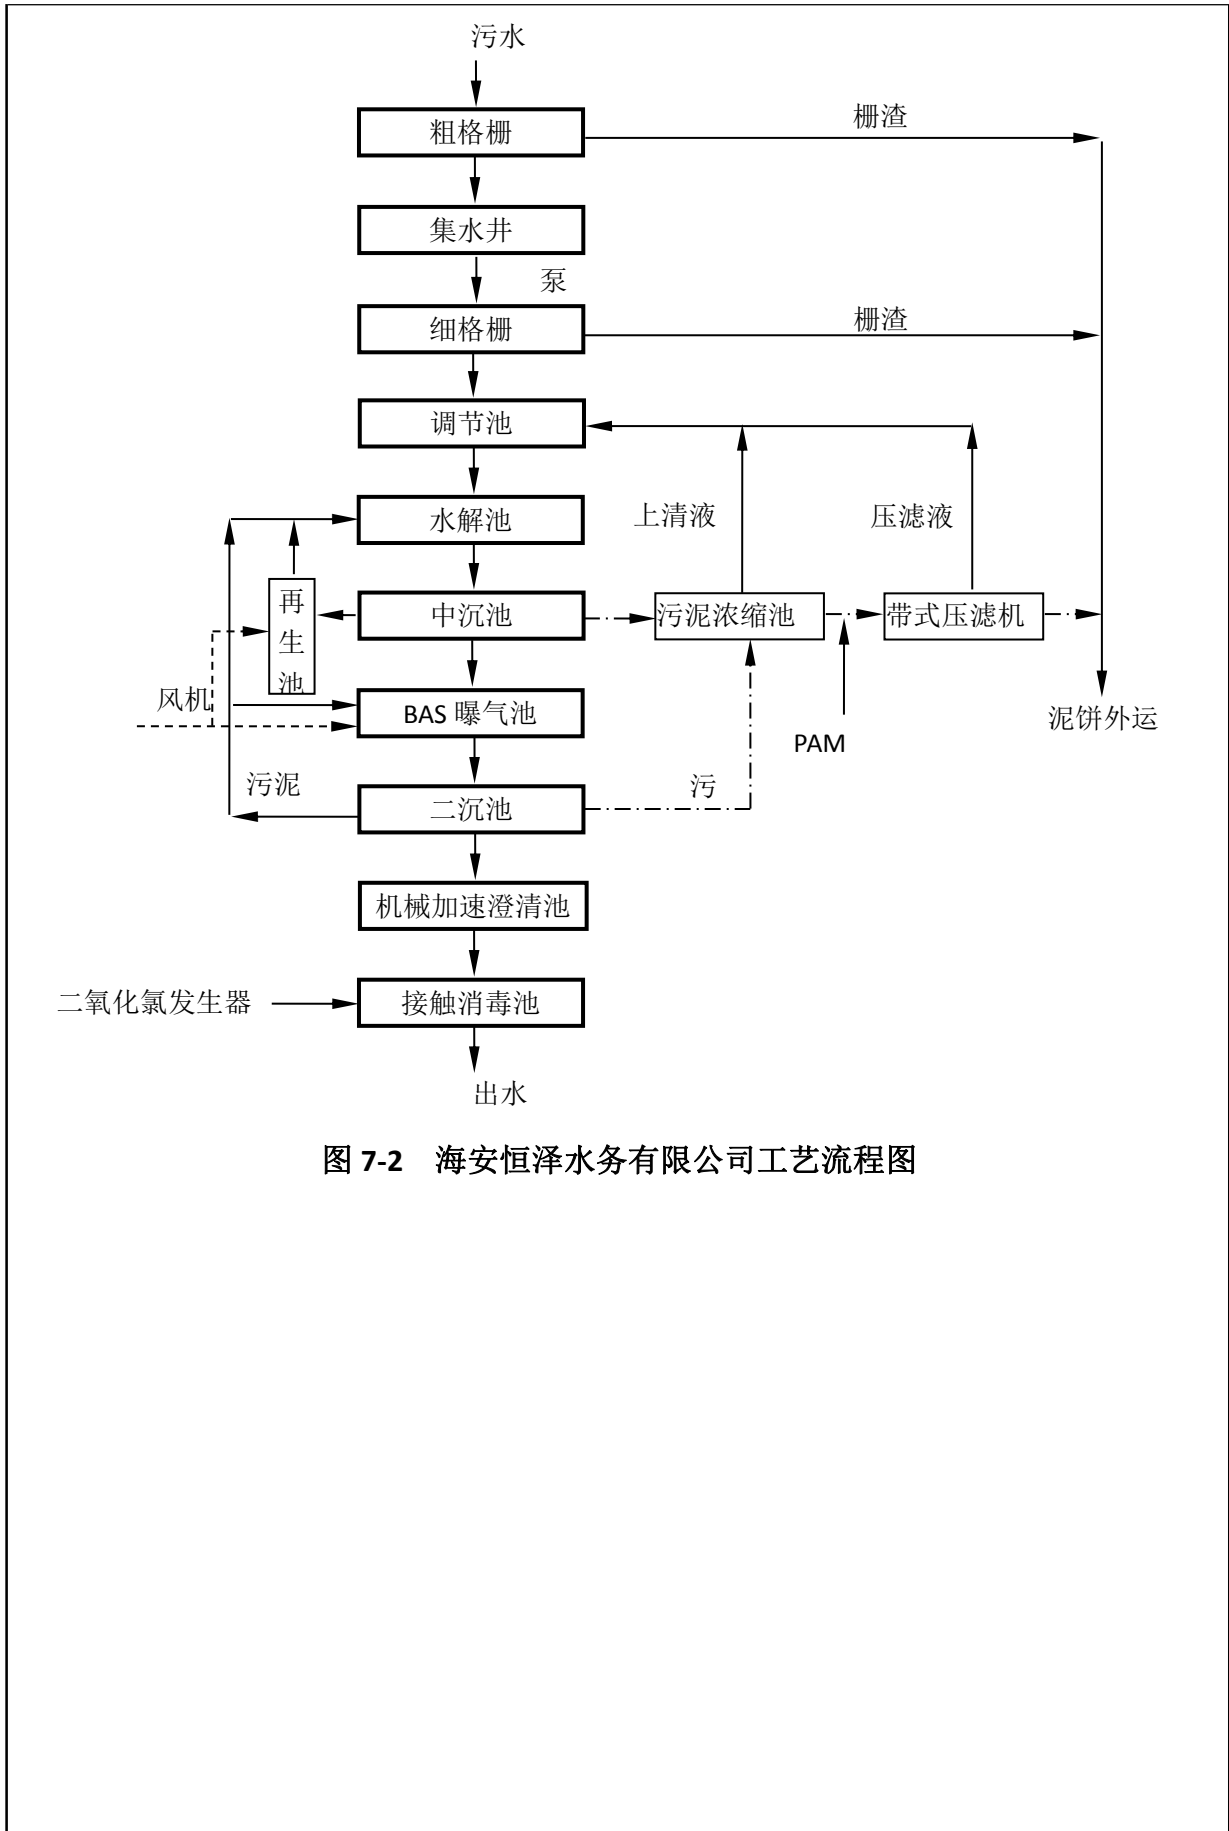 污水
粗格栅
栅渣
集水井
泵
细格栅
栅渣
调节池
水解池
上清液
压滤液
再
生
池
中沉池
污泥浓缩池
带式压滤机
风机
BAS 曝气池
泥饼外运
PAM
污泥
二沉池
污
机械加速澄清池
二氧化氯发生器
接触消毒池
出水
图 7-2 海安恒泽水务有限公司工艺流程图